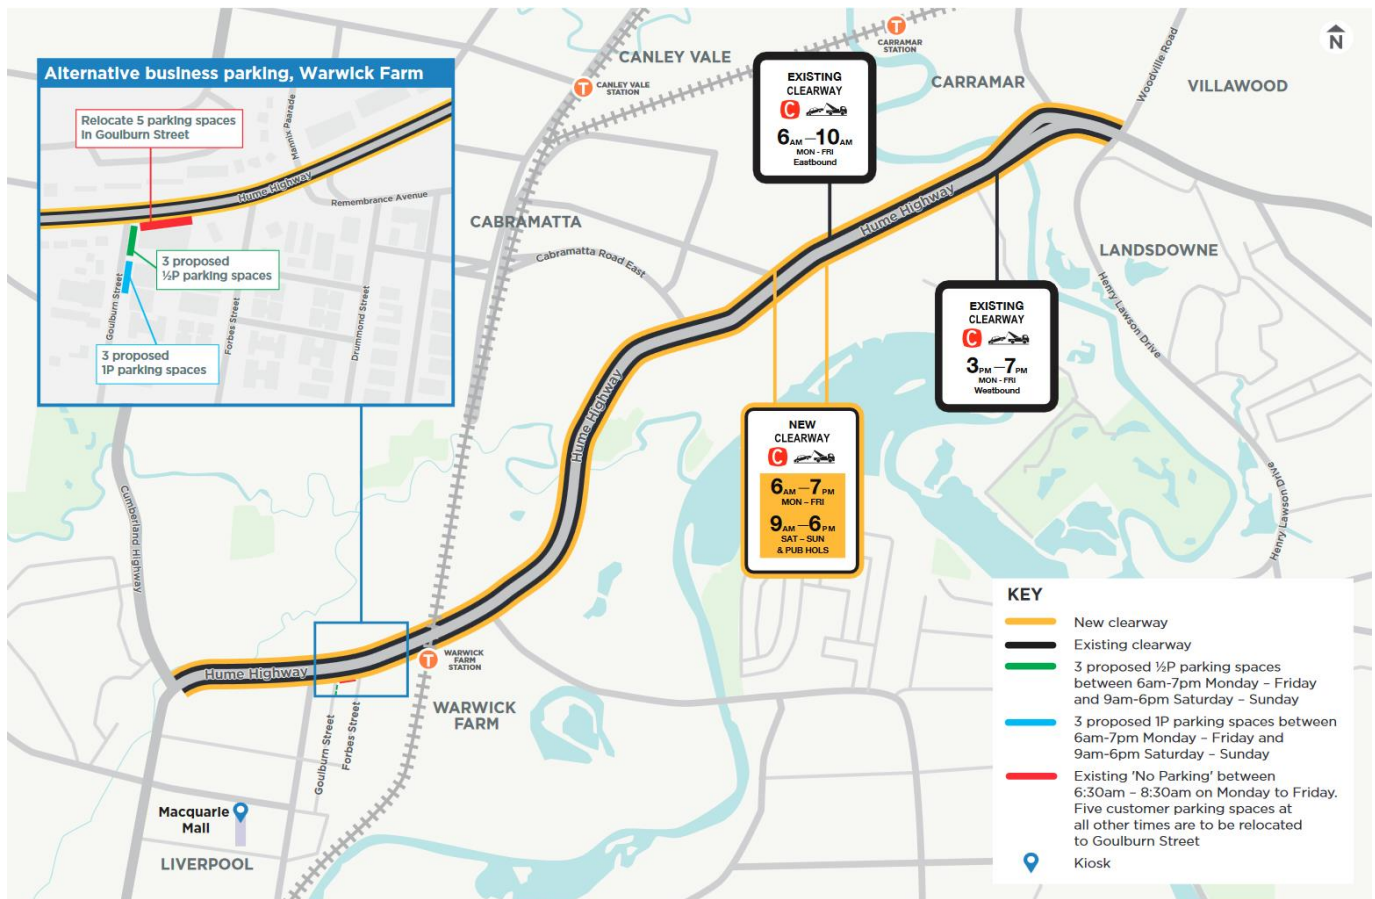 Alternative business parking, Warwick Farm
Relocate 5 parking spaces
in Goulburn Street
Mannix Paarade
Hume Highway
Remembrance Avenue
3 proposed
½P parking spaces
Goulburn Street
Forbes Street
Drummond Street
3 proposed
1P parking spaces
CANLEY VALE
CANLEY VALE
STATION
T
T
CARRAMAR
STATION
CARRAMAR
Woodville Road
VILLAWOOD
N
EXISTING
CLEARWAY
C
6AM–10AM
MON - FRI
Eastbound
CABRAMATTA
Cabramatta Road East
Hume Highway
LANDSDOWNE
Henry Lawson Drive
EXISTING
CLEARWAY
C
3PM–7PM
MON - FRI
Westbound
Hume Highway
NEW
CLEARWAY
C
6AM–7PM
MON – FRI
9AM–6PM
SAT – SUN
& PUB HOLS
Henry Lawson Drive
Cumberland Highway
Hume Highway
T
WARWICK
FARM
STATION
WARWICK
FARM
Goulburn Street
Forbes Street
Macquarie
Mall
LIVERPOOL
KEY
New clearway
Existing clearway
3 proposed ½P parking spaces
between 6am-7pm Monday – Friday
and 9am-6pm Saturday – Sunday
3 proposed 1P parking spaces between
6am-7pm Monday – Friday and
9am-6pm Saturday – Sunday
Existing 'No Parking' between
6:30am – 8:30am on Monday to Friday.
Five customer parking spaces at
all other times are to be relocated
to Goulburn Street
Kiosk